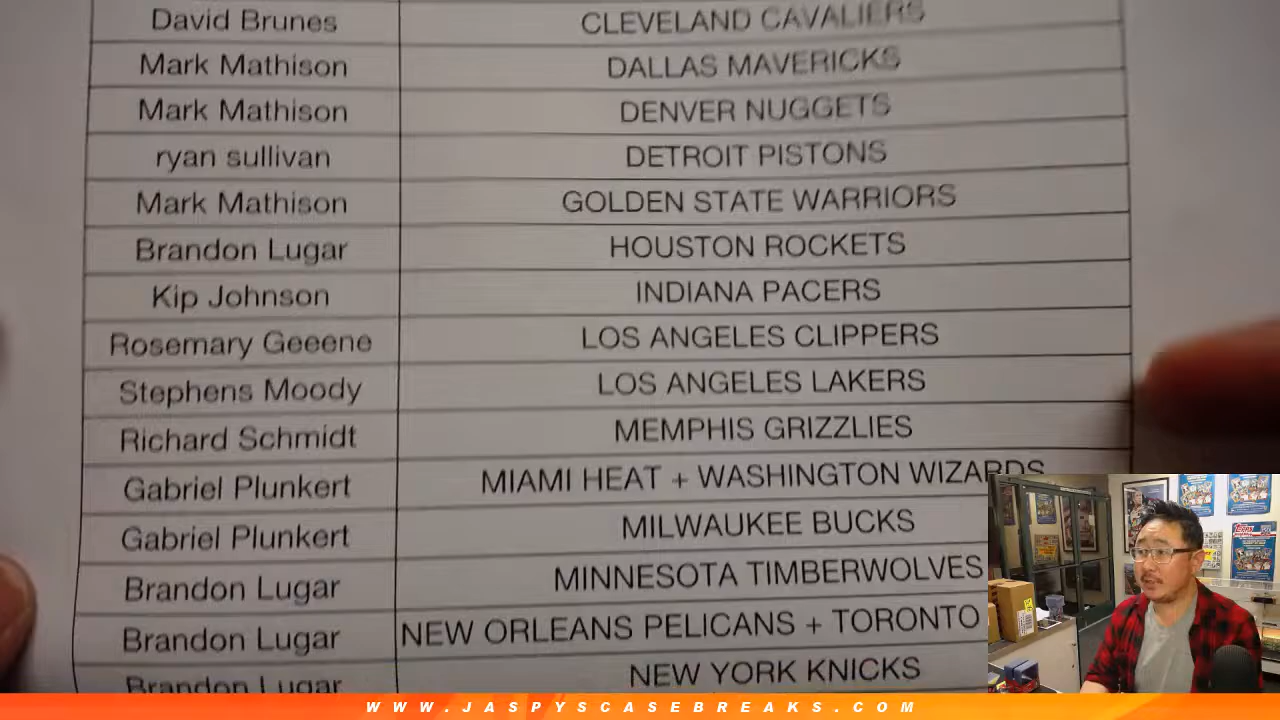 David Brunes CLEVELAND CAVALIERS
Mark Mathison DALLAS MAVERICKS
Mark Mathison DENVER NUGGETS
ryan sullivan DETROIT PISTONS
Mark Mathison GOLDEN STATE WARRIORS
Brandon Lugar HOUSTON ROCKETS
Kip Johnson INDIANA PACERS
Rosemary Geeene LOS ANGELES CLIPPERS
Stephens Moody LOS ANGELES LAKERS
Richard Schmidt MEMPHIS GRIZZLIES
Gabriel Plunkert MIAMI HEAT + WASHINGTON WIZARDS
Gabriel Plunkert MILWAUKEE BUCKS
Brandon Lugar MINNESOTA TIMBERWOLVES
Brandon Lugar NEW ORLEANS PELICANS + TORONTO
Brandon Lugar NEW YORK KNICKS
WWW.JASPYSCASEBREAKS.COM